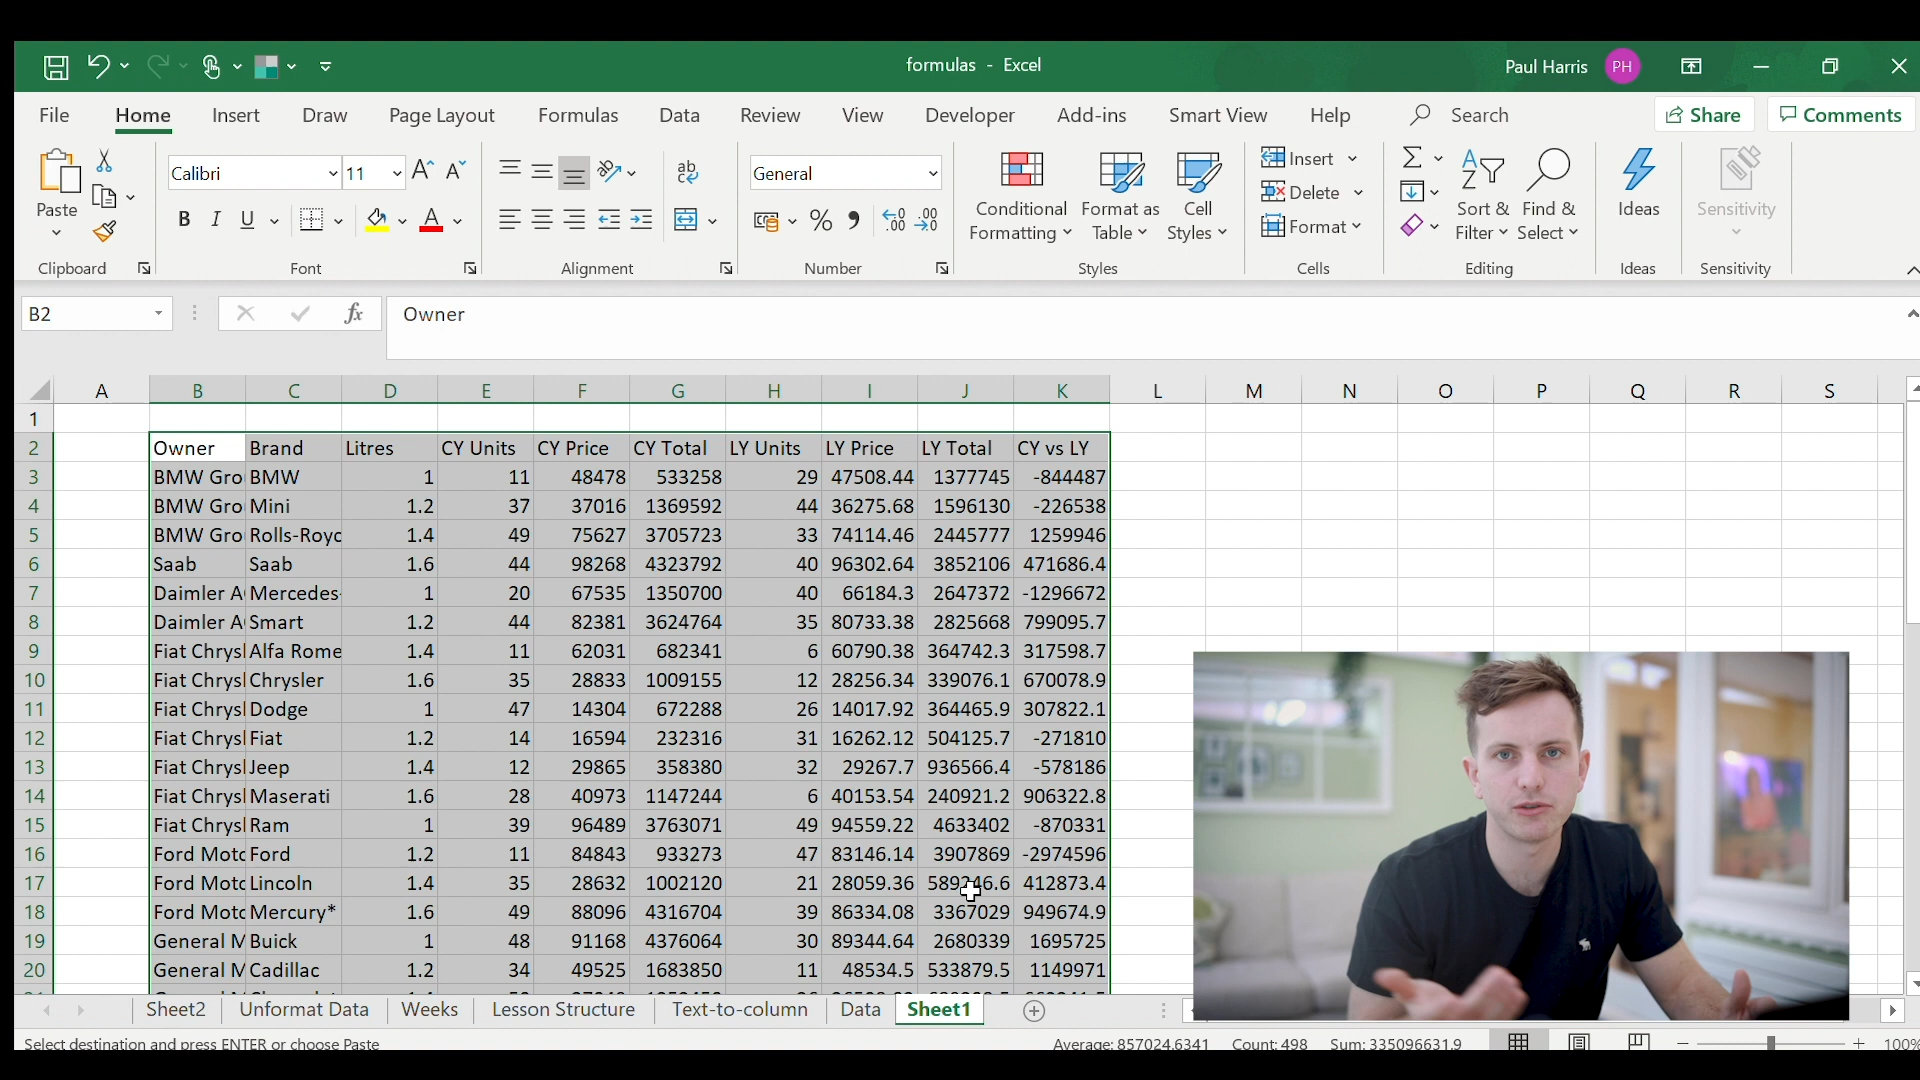 formulas - Excel
Paul Harris PH
File Home Insert Draw Page Layout Formulas Data Review View Developer Add-ins Smart View Help Search Share Comments
Calibri 11 General
Paste
B I U A
Conditional Formatting
Format as Table
Cell Styles
Insert
Delete
Format
Sort & Filter
Find & Select
Ideas
Sensitivity
Clipboard Font Alignment Number Styles Cells Editing Ideas Sensitivity
B2 fx Owner
A B C D E F G H I J K L M N O P Q R S
1
2 Owner Brand Litres CY Units CY Price CY Total LY Units LY Price LY Total CY vs LY
3 BMW Gro BMW 1 11 48478 533258 29 47508.44 1377745 -844487
4 BMW Gro Mini 1.2 37 37016 1369592 44 36275.68 1596130 -226538
5 BMW Gro Rolls-Royc 1.4 49 75627 3705723 33 74114.46 2445777 1259946
6 Saab Saab 1.6 44 98268 4323792 40 96302.64 3852106 471686.4
7 Daimler A Mercedes- 1 20 67535 1350700 40 66184.3 2647372 -1296672
8 Daimler A Smart 1.2 44 82381 3624764 35 80733.38 2825668 799095.7
9 Fiat Chrysl Alfa Rome 1.4 11 62031 682341 6 60790.38 364742.3 317598.7
10 Fiat Chrysl Chrysler 1.6 35 28833 1009155 12 28256.34 339076.1 670078.9
11 Fiat Chrysl Dodge 1 47 14304 672288 26 14017.92 364465.9 307822.1
12 Fiat Chrysl Fiat 1.2 14 16594 232316 31 16262.12 504125.7 -271810
13 Fiat Chrysl Jeep 1.4 12 29865 358380 32 29267.7 936566.4 -578186
14 Fiat Chrysl Maserati 1.6 28 40973 1147244 6 40153.54 240921.2 906322.8
15 Fiat Chrysl Ram 1 39 96489 3763071 49 94559.22 4633402 -870331
16 Ford Moto Ford 1.2 11 84843 933273 47 83146.14 3907869 -2974596
17 Ford Moto Lincoln 1.4 35 28632 1002120 21 28059.36 412873.4
18 Ford Moto Mercury* 1.6 49 88096 4316704 39 86334.08 3367029 949674.9
19 General M Buick 1 48 91168 4376064 30 89344.64 2680339 1695725
20 General M Cadillac 1.2 34 49525 1683850 11 48534.5 533879.5 1149971
Sheet2 Unformat Data Weeks Lesson Structure Text-to-column Data Sheet1
Select destination and press ENTER or choose Paste Average: 857024.6341 Count: 498 Sum: 335096631.9 100%